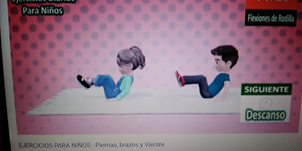 Para Niños
Flexiones de Rodilla
SIGUIENTE
Descanso
EJERCICIOS PARA NIÑOS - Piernas, brazos y Vientre